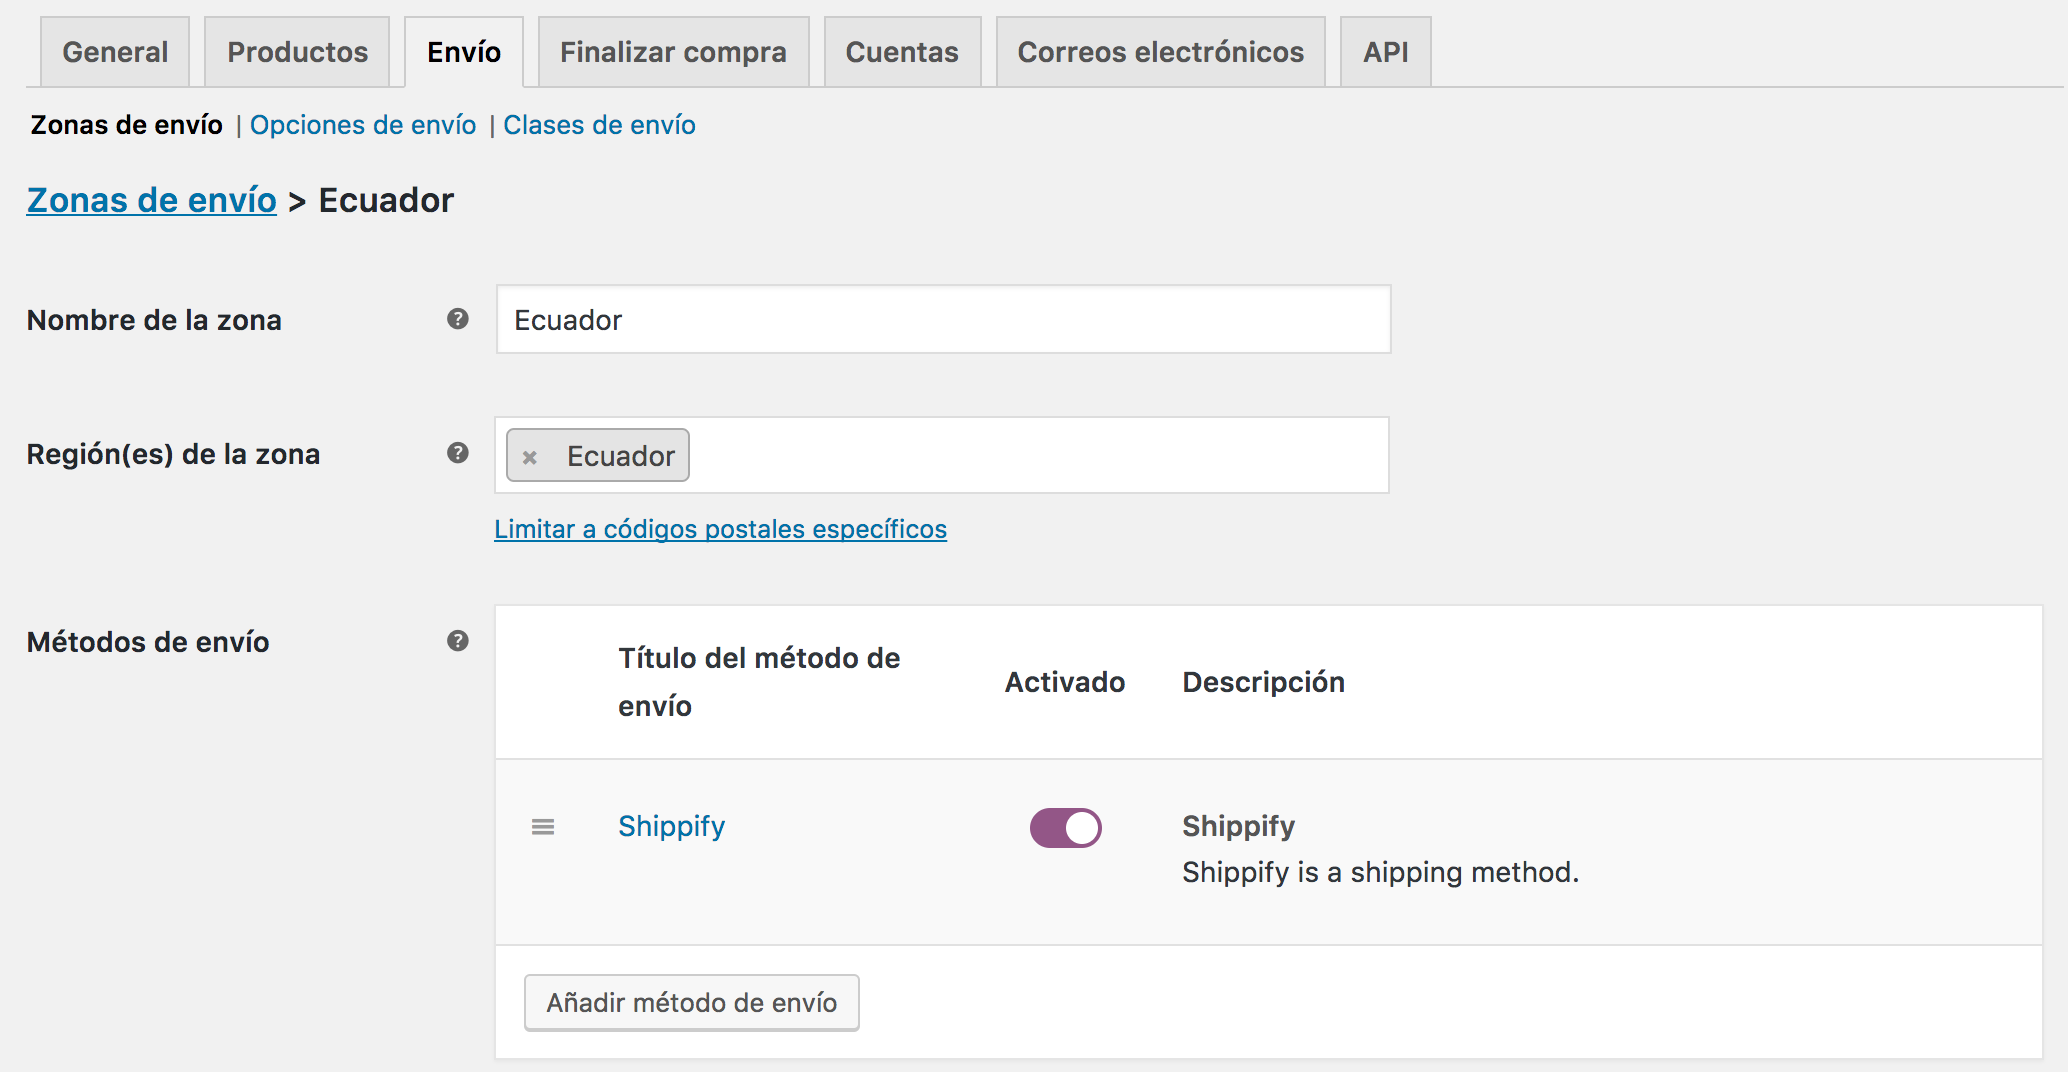 General Productos Envío Finalizar compra Cuentas Correos electrónicos API
Zonas de envío | Opciones de envío | Clases de envío
Zonas de envío > Ecuador
Nombre de la zona ? Ecuador
Región(es) de la zona ? × Ecuador
Limitar a códigos postales específicos
Métodos de envío ?
Título del método de
envío
Activado
Descripción
Shippify
Shippify
Shippify is a shipping method.
Añadir método de envío